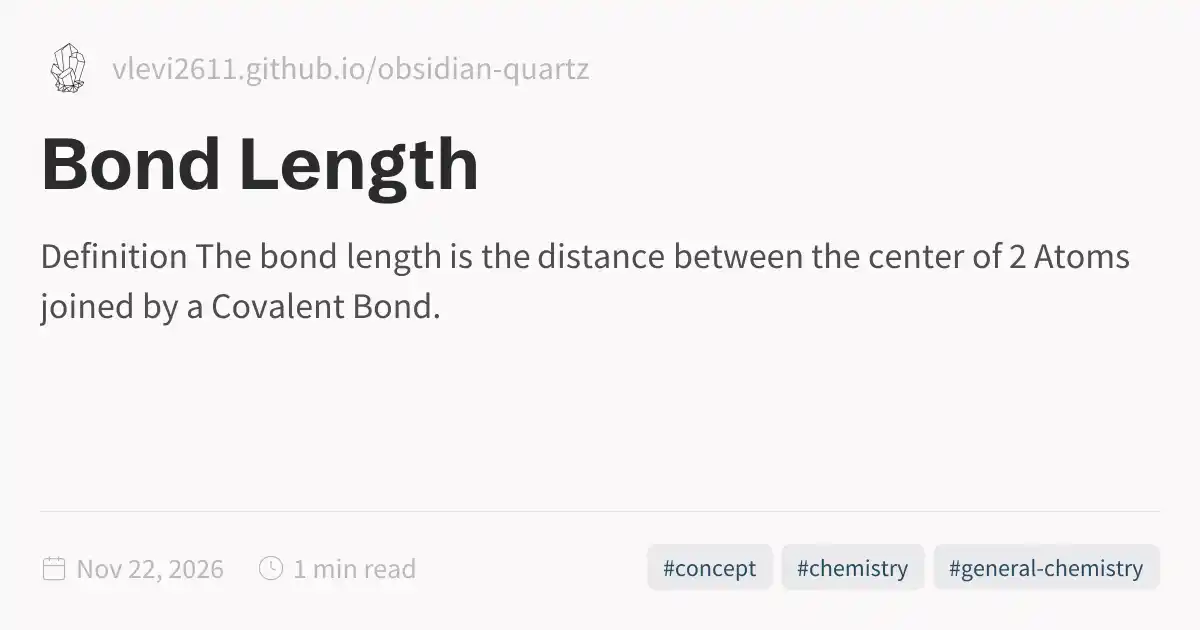 vlevi2611.github.io/obsidian-quartz
Bond Length
Definition The bond length is the distance between the center of 2 Atoms
joined by a Covalent Bond.
Nov 22, 2026 1 min read #concept #chemistry #general-chemistry